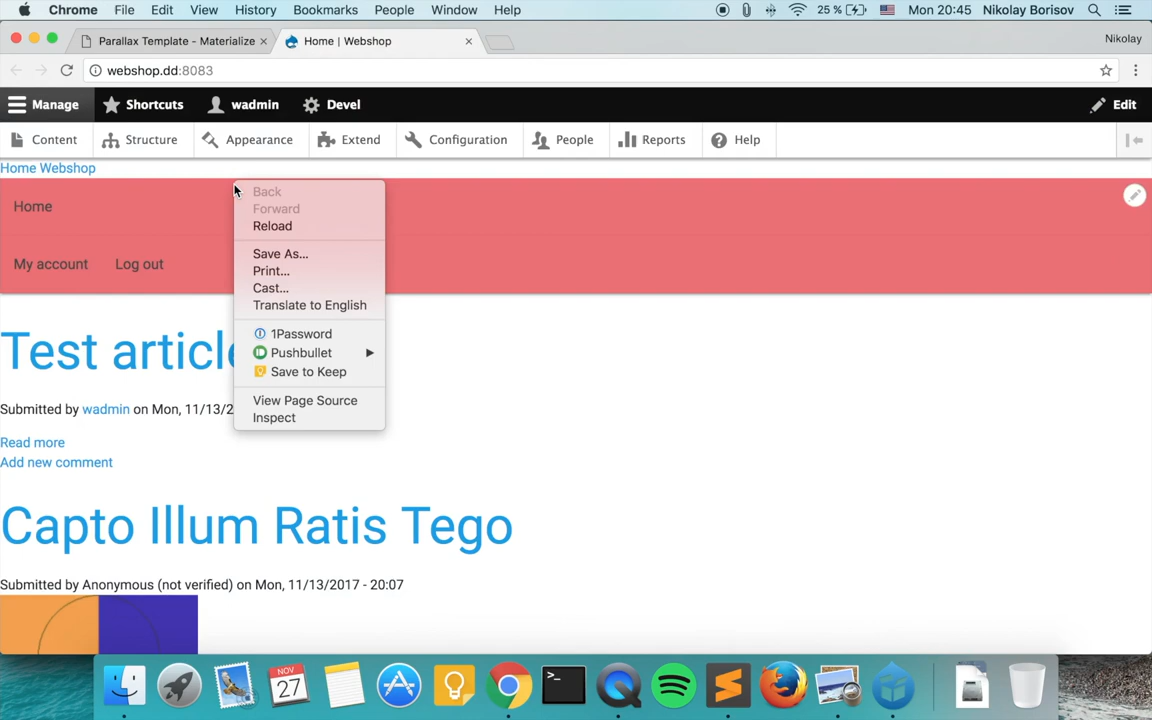 Chrome File Edit View History Bookmarks People Window Help 25 % Mon 20:45 Nikolay Borisov
Parallax Template - Materialize Home | Webshop Nikolay
webshop.dd:8083
Manage Shortcuts wadmin Devel Edit
Content Structure Appearance Extend Configuration People Reports Help
Home Webshop
Home
My account Log out
Back
Forward
Reload
Save As...
Print...
Cast...
Translate to English
1Password
Pushbullet
Save to Keep
View Page Source
Inspect
Test article
Submitted by wadmin on Mon, 11/13/2
Read more
Add new comment
Capto Illum Ratis Tego
Submitted by Anonymous (not verified) on Mon, 11/13/2017 - 20:07
NOV
27